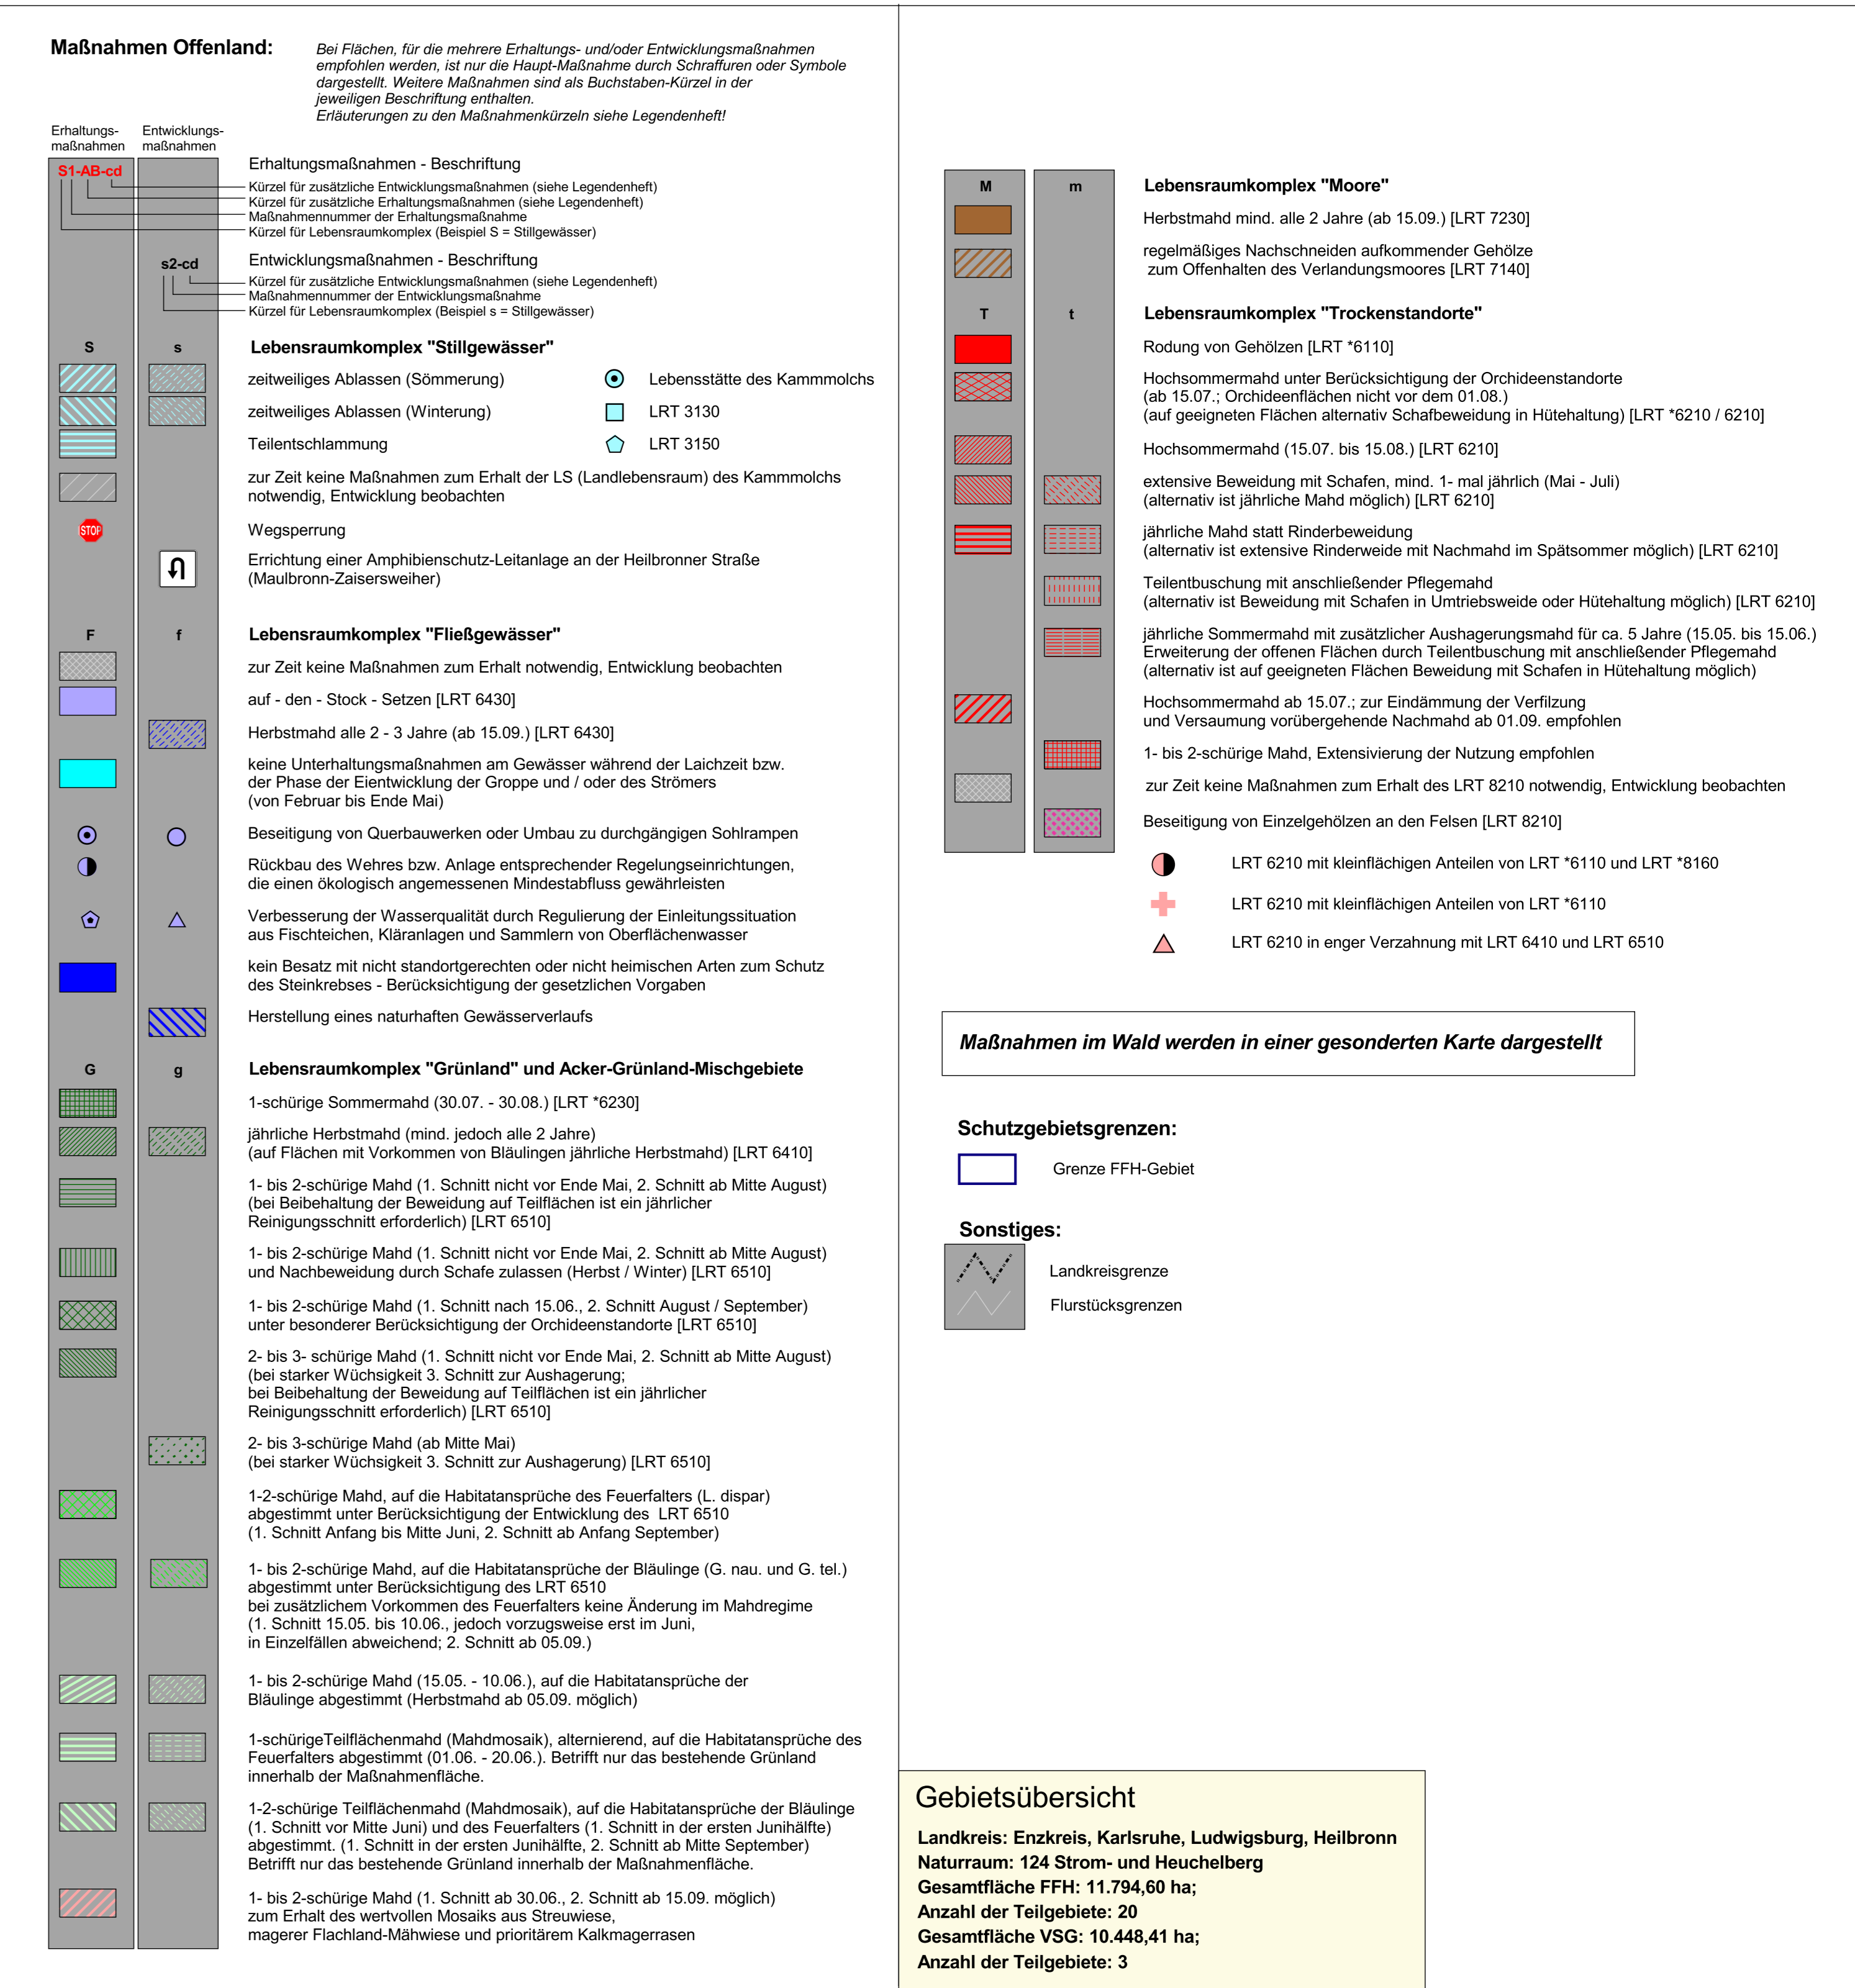 Maßnahmen Offenland:
Bei Flächen, für die mehrere Erhaltungs- und/oder Entwicklungsmaßnahmen
empfohlen werden, ist nur die Haupt-Maßnahme durch Schraffuren oder Symbole
dargestellt. Weitere Maßnahmen sind als Buchstaben-Kürzel in der
jeweiligen Beschriftung enthalten.
Erläuterungen zu den Maßnahmenkürzeln siehe Legendenheft!
Erhaltungs-
maßnahmen
Entwicklungs-
maßnahmen
S1-AB-cd
Erhaltungsmaßnahmen - Beschriftung
Kürzel für zusätzliche Entwicklungsmaßnahmen (siehe Legendenheft)
Kürzel für zusätzliche Erhaltungsmaßnahmen (siehe Legendenheft)
Maßnahmennummer der Erhaltungsmaßnahme
Kürzel für Lebensraumkomplex (Beispiel S = Stillgewässer)
s2-cd
Entwicklungsmaßnahmen - Beschriftung
Kürzel für zusätzliche Entwicklungsmaßnahmen (siehe Legendenheft)
Maßnahmennummer der Entwicklungsmaßnahme
Kürzel für Lebensraumkomplex (Beispiel s = Stillgewässer)
S s Lebensraumkomplex "Stillgewässer"
zeitweiliges Ablassen (Sömmerung)
Lebensstätte des Kammmolchs
zeitweiliges Ablassen (Winterung)
LRT 3130
Teilentschlammung
LRT 3150
zur Zeit keine Maßnahmen zum Erhalt der LS (Landlebensraum) des Kammmolchs
notwendig, Entwicklung beobachten
STOP
Wegsperrung
Errichtung einer Amphibienschutz-Leitanlage an der Heilbronner Straße
(Maulbronn-Zaisersweiher)
F f Lebensraumkomplex "Fließgewässer"
zur Zeit keine Maßnahmen zum Erhalt notwendig, Entwicklung beobachten
auf - den - Stock - Setzen [LRT 6430]
Herbstmahd alle 2 - 3 Jahre (ab 15.09.) [LRT 6430]
keine Unterhaltungsmaßnahmen am Gewässer während der Laichzeit bzw.
der Phase der Eientwicklung der Groppe und / oder des Strömers
(von Februar bis Ende Mai)
Beseitigung von Querbauwerken oder Umbau zu durchgängigen Sohlrampen
Rückbau des Wehres bzw. Anlage entsprechender Regelungseinrichtungen,
die einen ökologisch angemessenen Mindestabfluss gewährleisten
Verbesserung der Wasserqualität durch Regulierung der Einleitungssituation
aus Fischteichen, Kläranlagen und Sammlern von Oberflächenwasser
kein Besatz mit nicht standortgerechten oder nicht heimischen Arten zum Schutz
des Steinkrebses - Berücksichtigung der gesetzlichen Vorgaben
Herstellung eines naturhaften Gewässerverlaufs
G g Lebensraumkomplex "Grünland" und Acker-Grünland-Mischgebiete
1-schürige Sommermahd (30.07. - 30.08.) [LRT *6230]
jährliche Herbstmahd (mind. jedoch alle 2 Jahre)
(auf Flächen mit Vorkommen von Bläulingen jährliche Herbstmahd) [LRT 6410]
1- bis 2-schürige Mahd (1. Schnitt nicht vor Ende Mai, 2. Schnitt ab Mitte August)
(bei Beibehaltung der Beweidung auf Teilflächen ist ein jährlicher
Reinigungsschnitt erforderlich) [LRT 6510]
1- bis 2-schürige Mahd (1. Schnitt nicht vor Ende Mai, 2. Schnitt ab Mitte August)
und Nachbeweidung durch Schafe zulassen (Herbst / Winter) [LRT 6510]
1- bis 2-schürige Mahd (1. Schnitt nach 15.06., 2. Schnitt August / September)
unter besonderer Berücksichtigung der Orchideenstandorte [LRT 6510]
2- bis 3- schürige Mahd (1. Schnitt nicht vor Ende Mai, 2. Schnitt ab Mitte August)
(bei starker Wüchsigkeit 3. Schnitt zur Aushagerung;
bei Beibehaltung der Beweidung auf Teilflächen ist ein jährlicher
Reinigungsschnitt erforderlich) [LRT 6510]
2- bis 3-schürige Mahd (ab Mitte Mai)
(bei starker Wüchsigkeit 3. Schnitt zur Aushagerung) [LRT 6510]
1-2-schürige Mahd, auf die Habitatansprüche des Feuerfalters (L. dispar)
abgestimmt unter Berücksichtigung der Entwicklung des LRT 6510
(1. Schnitt Anfang bis Mitte Juni, 2. Schnitt ab Anfang September)
1- bis 2-schürige Mahd, auf die Habitatansprüche der Bläulinge (G. nau. und G. tel.)
abgestimmt unter Berücksichtigung des LRT 6510
bei zusätzlichem Vorkommen des Feuerfalters keine Änderung im Mahdregime
(1. Schnitt 15.05. bis 10.06., jedoch vorzugsweise erst im Juni,
in Einzelfällen abweichend; 2. Schnitt ab 05.09.)
1- bis 2-schürige Mahd (15.05. - 10.06.), auf die Habitatansprüche der
Bläulinge abgestimmt (Herbstmahd ab 05.09. möglich)
1-schürigeTeilflächenmahd (Mahdmosaik), alternierend, auf die Habitatansprüche des
Feuerfalters abgestimmt (01.06. - 20.06.). Betrifft nur das bestehende Grünland
innerhalb der Maßnahmenfläche.
1-2-schürige Teilflächenmahd (Mahdmosaik), auf die Habitatansprüche der Bläulinge
(1. Schnitt vor Mitte Juni) und des Feuerfalters (1. Schnitt in der ersten Junihälfte)
abgestimmt. (1. Schnitt in der ersten Junihälfte, 2. Schnitt ab Mitte September)
Betrifft nur das bestehende Grünland innerhalb der Maßnahmenfläche.
1- bis 2-schürige Mahd (1. Schnitt ab 30.06., 2. Schnitt ab 15.09. möglich)
zum Erhalt des wertvollen Mosaiks aus Streuwiese,
magerer Flachland-Mähwiese und prioritärem Kalkmagerrasen
M m Lebensraumkomplex "Moore"
Herbstmahd mind. alle 2 Jahre (ab 15.09.) [LRT 7230]
regelmäßiges Nachschneiden aufkommender Gehölze
zum Offenhalten des Verlandungsmoores [LRT 7140]
T t Lebensraumkomplex "Trockenstandorte"
Rodung von Gehölzen [LRT *6110]
Hochsommermahd unter Berücksichtigung der Orchideenstandorte
(ab 15.07.; Orchideenflächen nicht vor dem 01.08.)
(auf geeigneten Flächen alternativ Schafbeweidung in Hütehaltung) [LRT *6210 / 6210]
Hochsommermahd (15.07. bis 15.08.) [LRT 6210]
extensive Beweidung mit Schafen, mind. 1- mal jährlich (Mai - Juli)
(alternativ ist jährliche Mahd möglich) [LRT 6210]
jährliche Mahd statt Rinderbeweidung
(alternativ ist extensive Rinderweide mit Nachmahd im Spätsommer möglich) [LRT 6210]
Teilentbuschung mit anschließender Pflegemahd
(alternativ ist Beweidung mit Schafen in Umtriebsweide oder Hütehaltung möglich) [LRT 6210]
jährliche Sommermahd mit zusätzlicher Aushagerungsmahd für ca. 5 Jahre (15.05. bis 15.06.)
Erweiterung der offenen Flächen durch Teilentbuschung mit anschließender Pflegemahd
(alternativ ist auf geeigneten Flächen Beweidung mit Schafen in Hütehaltung möglich)
Hochsommermahd ab 15.07.; zur Eindämmung der Verfilzung
und Versaumung vorübergehende Nachmahd ab 01.09. empfohlen
1- bis 2-schürige Mahd, Extensivierung der Nutzung empfohlen
zur Zeit keine Maßnahmen zum Erhalt des LRT 8210 notwendig, Entwicklung beobachten
Beseitigung von Einzelgehölzen an den Felsen [LRT 8210]
LRT 6210 mit kleinflächigen Anteilen von LRT *6110 und LRT *8160
LRT 6210 mit kleinflächigen Anteilen von LRT *6110
LRT 6210 in enger Verzahnung mit LRT 6410 und LRT 6510
Maßnahmen im Wald werden in einer gesonderten Karte dargestellt
Schutzgebietsgrenzen:
Grenze FFH-Gebiet
Sonstiges:
Landkreisgrenze
Flurstücksgrenzen
Gebietsübersicht
Landkreis: Enzkreis, Karlsruhe, Ludwigsburg, Heilbronn
Naturraum: 124 Strom- und Heuchelberg
Gesamtfläche FFH: 11.794,60 ha;
Anzahl der Teilgebiete: 20
Gesamtfläche VSG: 10.448,41 ha;
Anzahl der Teilgebiete: 3